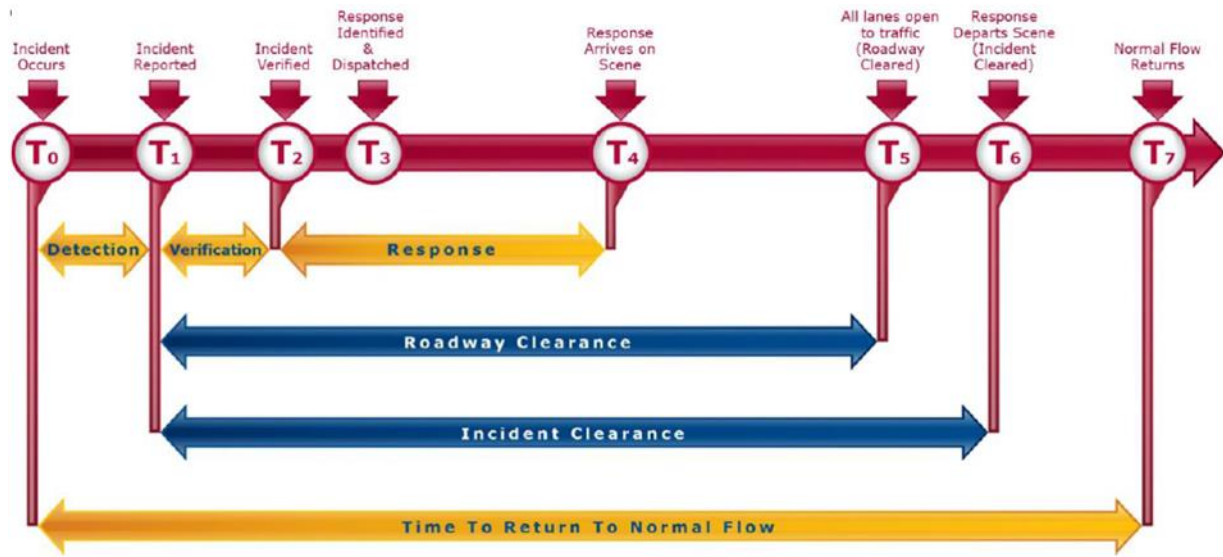 Incident
Occurs
Incident
Reported
Incident
Verified
Response
Identified
&
Dispatched
Response
Arrives on
Scene
All lanes open
to traffic
(Roadway
Cleared)
Response
Departs Scene
(Incident
Cleared)
Normal Flow
Returns
T0
T1
T2
T3
T4
T5
T6
T7
Detection
Verification
Response
Roadway Clearance
Incident Clearance
Time To Return To Normal Flow